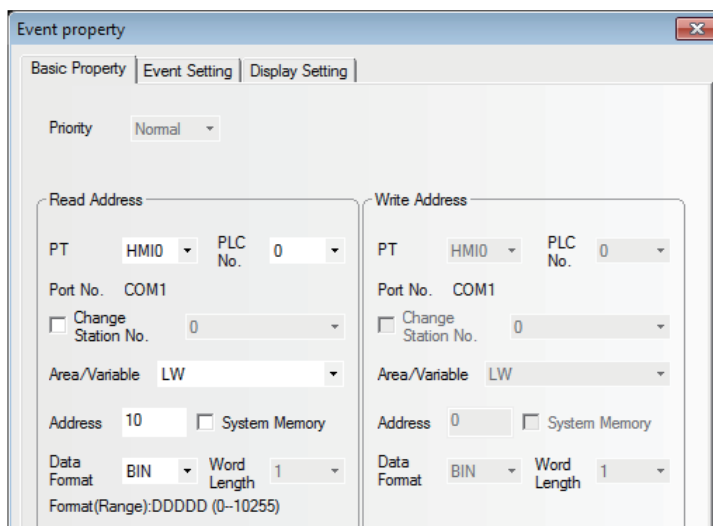 Event property
Basic Property Event Setting Display Setting
Priority Normal
Read Address
PT HMI0 PLC No. 0
Port No. COM1
Change Station No. 0
Area/Variable LW
Address 10 System Memory
Data Format BIN Word Length 1
Format(Range):DDDDD (0--10255)
Write Address
PT HMI0 PLC No. 0
Port No. COM1
Change Station No. 0
Area/Variable LW
Address 0 System Memory
Data Format BIN Word Length 1